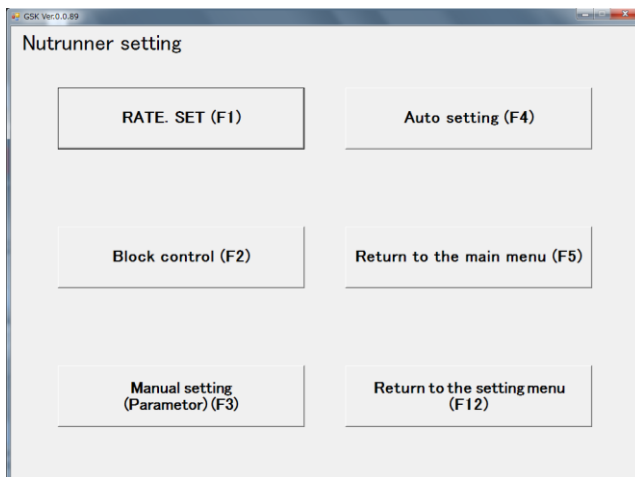 GSK Ver.0.0.89
Nutrunner setting
RATE. SET (F1)
Auto setting (F4)
Block control (F2)
Return to the main menu (F5)
Manual setting
(Parametor) (F3)
Return to the setting menu
(F12)